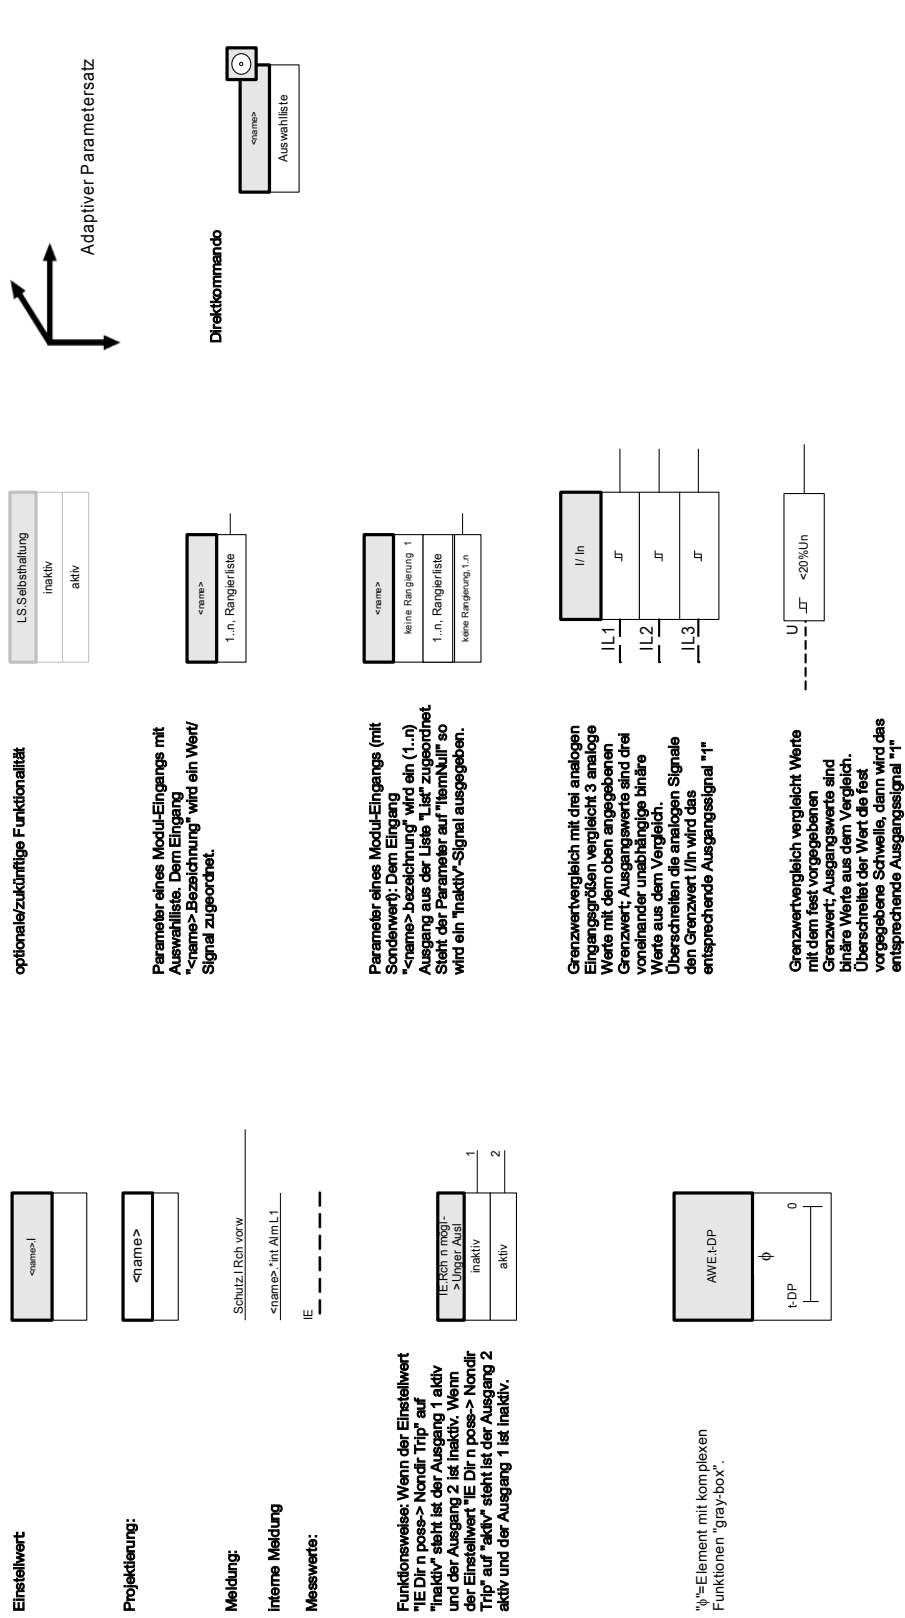 Einstellwert:
<name>.I
Projektierung:
<name>
Meldung:
Schutz.I Rch vorw
interne Meldung
<name>.*int Alm L1
Messwerte:
IE
Funktionsweise: Wenn der Einstellwert
"IE Dir n poss-> Nondir Trip" auf
"inaktiv" steht ist der Ausgang 1 aktiv
und der Ausgang 2 ist inaktiv. Wenn
der Einstellwert "IE Dir n poss-> Nondir
Trip" auf "aktiv" steht ist der Ausgang 2
aktiv und der Ausgang 1 ist inaktiv.
IE.Rch n mogl-
>Unger Ausl
inaktiv
aktiv
1
2
"ϕ"=Element mit komplexen
Funktionen "gray-box".
AWE.t-DP
ϕ
t-DP
0
optionale/zukünftige Funktionalität
LS.Selbsthaltung
inaktiv
aktiv
Parameter eines Modul-Eingangs mit
Auswahlliste. Dem Eingang
"<name>.Bezeichnung" wird ein Wert/
Signal zugeordnet.
<name>
1..n, Rangierliste
Parameter eines Modul-Eingangs (mit
Sonderwert): Dem Eingang
"<name>.bezeichnung" wird ein (1..n)
Ausgang aus der Liste "List" zugeordnet.
Steht der Parameter auf "ItemNull" so
wird ein "inaktiv"-Signal ausgegeben.
<name>
keine Rangierung 1
1..n, Rangierliste
keine Rangierung,1..n
Grenzwertvergleich mit drei analogen
Eingangsgrößen vergleicht 3 analoge
Werte mit dem oben angegebenen
Grenzwert; Ausgangswerte sind drei
voneinander unabhängige binäre
Werte aus dem Vergleich.
Überschreiten die analogen Signale
den Grenzwert I/In wird das
entsprechende Ausgangssignal "1"
I/ In
IL1
IL2
IL3
Grenzwertvergleich vergleicht Werte
mit dem fest vorgegebenen
Grenzwert; Ausgangswerte sind
binäre Werte aus dem Vergleich.
Überschreitet der Wert die fest
vorgegebene Schwelle, dann wird das
entsprechende Ausgangssignal "1"
U
<20%Un
Adaptiver Parametersatz
Direktkommando
<name>
Auswahlliste